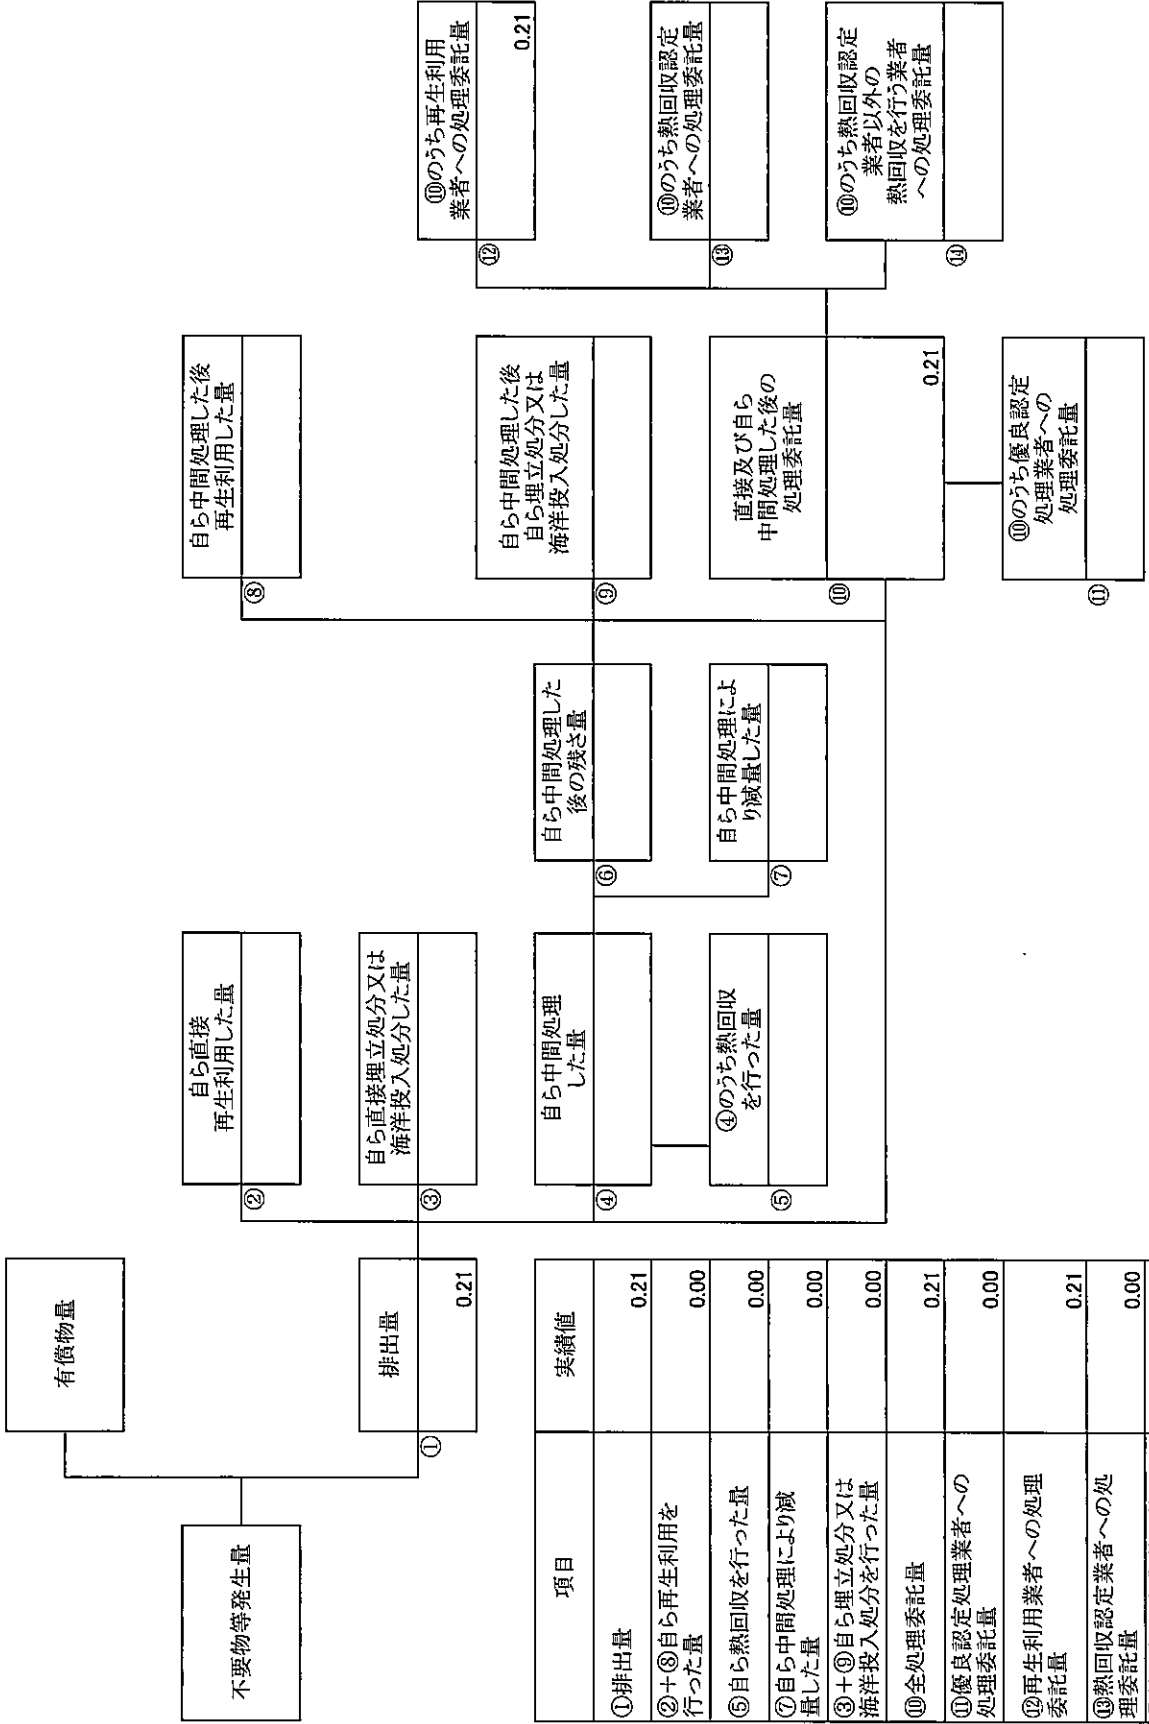 不要物等発生量
有償物量
①
排出量
0.21
②
自ら直接
再生利用した量
③
自ら直接埋立処分又は
海洋投入処分した量
④
自ら中間処理
した量
⑤
④のうち熱回収
を行った量
⑥
自ら中間処理した
後の残さ量
⑦
自ら中間処理によ
り減量した量
⑧
自ら中間処理した後
再生利用した量
⑨
自ら中間処理した後
自ら埋立処分又は
海洋投入処分した量
⑩
直接及び自ら
中間処理した後の
処理委託量
0.21
⑪
⑩のうち優良認定
処理業者への
処理委託量
⑫
⑩のうち再生利用
業者への処理委託量
0.21
⑬
⑩のうち熱回収認定
業者への処理委託量
⑭
⑩のうち熱回収認定
業者以外の
熱回収を行う業者
への処理委託量
項目 実績値
①排出量 0.21
②+⑧自ら再生利用を
行った量 0.00
⑤自ら熱回収を行った量 0.00
⑦自ら中間処理により減
量した量 0.00
③+⑨自ら埋立処分又は
海洋投入処分を行った量 0.00
⑩全処理委託量 0.21
⑪優良認定処理業者への
処理委託量 0.00
⑫再生利用業者への処理
委託量 0.21
⑬熱回収認定業者への処
理委託量 0.00